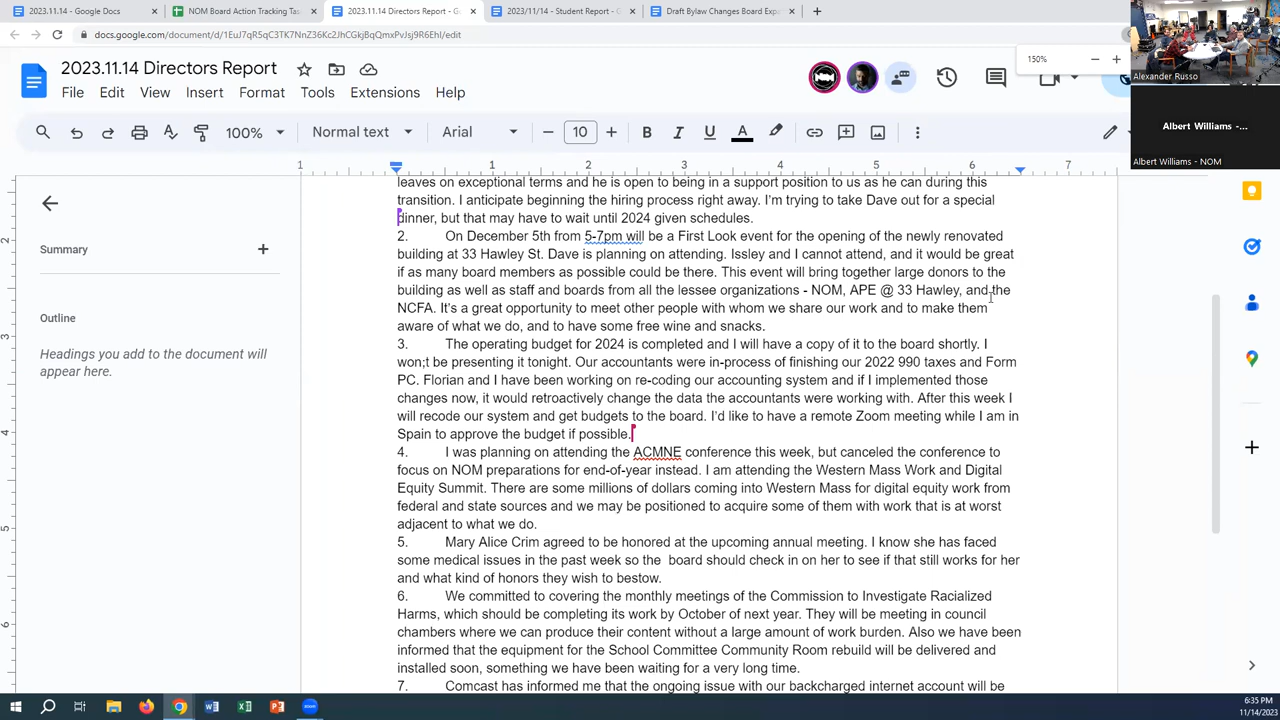 2023.11.14 - Google Docs
NOM Board Action Tracking Ta
2023.11.14 Directors Report - G
2023/11/14 - Student Report - G
Draft Bylaw Changes Board Exp
docs.google.com/document/d/1EuJ7qR5qC3TK7NnZ36Kc2JhCGkjBqQmxPvJsj9R6EhI/edit
150%
2023.11.14 Directors Report
File Edit View Insert Format Tools Extensions Help
100% Normal text Arial 10 B I U A
Alexander Russo
Albert Williams -...
Albert Williams - NOM
1 1 2 3 4 5 6 7
Summary
Outline
Headings you add to the document will
appear here.
2
3
4
5
6
leaves on exceptional terms and he is open to being in a support position to us as he can during this
transition. I anticipate beginning the hiring process right away. I'm trying to take Dave out for a special
dinner, but that may have to wait until 2024 given schedules.
2. On December 5th from 5-7pm will be a First Look event for the opening of the newly renovated
building at 33 Hawley St. Dave is planning on attending. Issley and I cannot attend, and it would be great
if as many board members as possible could be there. This event will bring together large donors to the
building as well as staff and boards from all the lessee organizations - NOM, APE @ 33 Hawley, and the
NCFA. It's a great opportunity to meet other people with whom we share our work and to make them
aware of what we do, and to have some free wine and snacks.
3. The operating budget for 2024 is completed and I will have a copy of it to the board shortly. I
won;t be presenting it tonight. Our accountants were in-process of finishing our 2022 990 taxes and Form
PC. Florian and I have been working on re-coding our accounting system and if I implemented those
changes now, it would retroactively change the data the accountants were working with. After this week I
will recode our system and get budgets to the board. I'd like to have a remote Zoom meeting while I am in
Spain to approve the budget if possible.
4. I was planning on attending the ACMNE conference this week, but canceled the conference to
focus on NOM preparations for end-of-year instead. I am attending the Western Mass Work and Digital
Equity Summit. There are some millions of dollars coming into Western Mass for digital equity work from
federal and state sources and we may be positioned to acquire some of them with work that is at worst
adjacent to what we do.
5. Mary Alice Crim agreed to be honored at the upcoming annual meeting. I know she has faced
some medical issues in the past week so the board should check in on her to see if that still works for her
and what kind of honors they wish to bestow.
6. We committed to covering the monthly meetings of the Commission to Investigate Racialized
Harms, which should be completing its work by October of next year. They will be meeting in council
chambers where we can produce their content without a large amount of work burden. Also we have been
informed that the equipment for the School Committee Community Room rebuild will be delivered and
installed soon, something we have been waiting for a very long time.
7. Comcast has informed me that the ongoing issue with our backcharged internet account will be
6:35 PM
11/14/2023